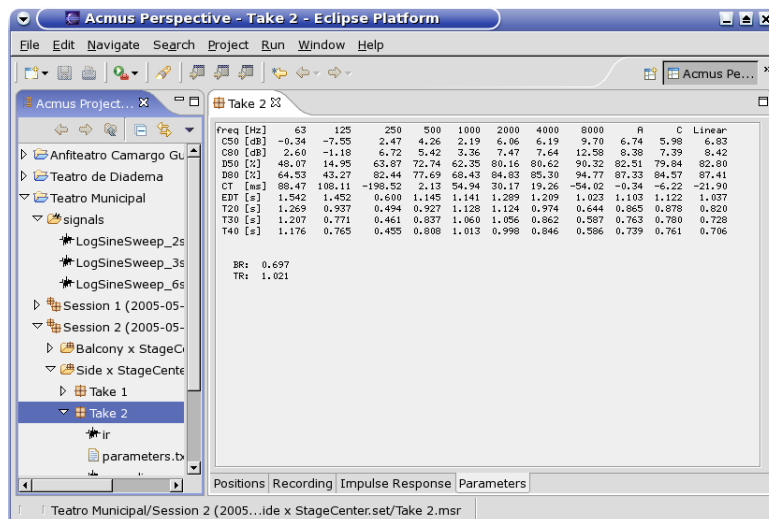 Acmus Perspective - Take 2 - Eclipse Platform
File Edit Navigate Search Project Run Window Help
Acmus Pe... »
Acmus Project...
Anfiteatro Camargo Gu
Teatro de Diadema
Teatro Municipal
signals
LogSineSweep_2s
LogSineSweep_3s
LogSineSweep_6s
Session 1 (2005-05-
Session 2 (2005-05-
Balcony x StageCe
Side x StageCente
Take 1
Take 2
ir
parameters.tx
Take 2
freq [Hz] 63 125 250 500 1000 2000 4000 8000 A C Linear
C50 [dB] -0.34 -7.55 2.47 4.26 2.19 6.06 6.19 9.70 6.74 5.98 6.83
C80 [dB] 2.60 -1.18 6.72 5.42 3.36 7.47 7.64 12.58 8.38 7.39 8.42
D50 [%] 48.07 14.95 63.87 72.74 62.35 80.16 80.62 90.32 82.51 79.84 82.80
D80 [%] 64.53 43.27 82.44 77.69 68.43 84.83 85.30 94.77 87.33 84.57 87.41
CT [ms] 88.47 108.11 -198.52 2.13 54.94 30.17 19.26 -54.02 -0.34 -6.22 -21.90
EDT [s] 1.542 1.452 0.600 1.145 1.141 1.289 1.209 1.023 1.103 1.122 1.037
T20 [s] 1.269 0.937 0.494 0.927 1.128 1.124 0.974 0.644 0.865 0.878 0.820
T30 [s] 1.207 0.771 0.461 0.837 1.060 1.056 0.862 0.587 0.763 0.780 0.728
T40 [s] 1.176 0.765 0.455 0.808 1.013 0.998 0.846 0.586 0.739 0.761 0.706
BR: 0.697
TR: 1.021
Positions Recording Impulse Response Parameters
Teatro Municipal/Session 2 (2005...ide x StageCenter.set/Take 2.msr